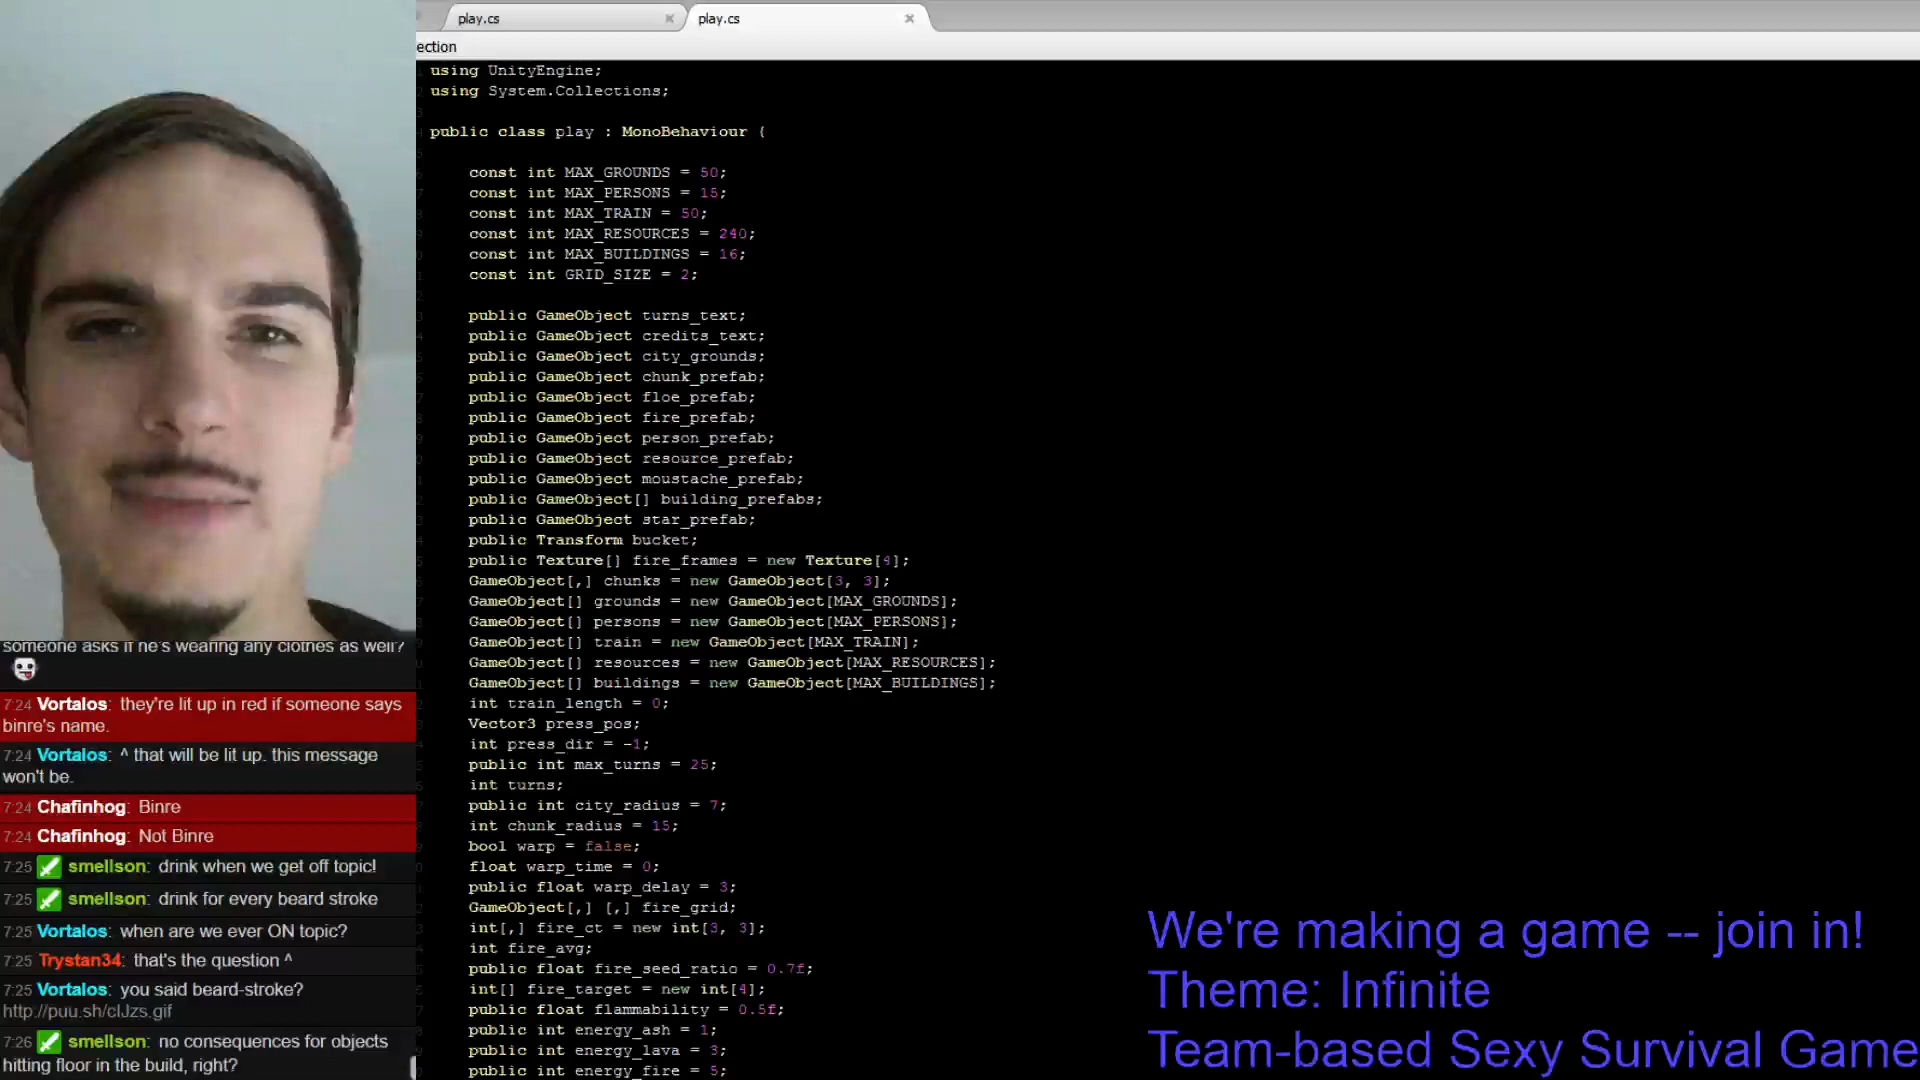 play.cs
play.cs
ection
using UnityEngine;
using System.Collections;
public class play : MonoBehaviour {
const int MAX_GROUNDS = 50;
const int MAX_PERSONS = 15;
const int MAX_TRAIN = 50;
const int MAX_RESOURCES = 240;
const int MAX_BUILDINGS = 16;
const int GRID_SIZE = 2;
public GameObject turns_text;
public GameObject credits_text;
public GameObject city_grounds;
public GameObject chunk_prefab;
public GameObject floe_prefab;
public GameObject fire_prefab;
public GameObject person_prefab;
public GameObject resource_prefab;
public GameObject moustache_prefab;
public GameObject[] building_prefabs;
public GameObject star_prefab;
public Transform bucket;
public Texture[] fire_frames = new Texture[4];
GameObject[,] chunks = new GameObject[3, 3];
GameObject[] grounds = new GameObject[MAX_GROUNDS];
GameObject[] persons = new GameObject[MAX_PERSONS];
GameObject[] train = new GameObject[MAX_TRAIN];
GameObject[] resources = new GameObject[MAX_RESOURCES];
GameObject[] buildings = new GameObject[MAX_BUILDINGS];
int train_length = 0;
Vector3 press_pos;
int press_dir = -1;
public int max_turns = 25;
int turns;
public int city_radius = 7;
int chunk_radius = 15;
bool warp = false;
float warp_time = 0;
public float warp_delay = 3;
GameObject[,] [,] fire_grid;
int[,] fire_ct = new int[3, 3];
int fire_avg;
public float fire_seed_ratio = 0.7f;
int[] fire_target = new int[4];
public float flammability = 0.5f;
public int energy_ash = 1;
public int energy_lava = 3;
public int energy_fire = 5;
someone asks if he's wearing any clothes as well?
7:24 Vortalos: they're lit up in red if someone says
binre's name.
7:24 Vortalos: ^ that will be lit up. this message
won't be.
7:24 Chafinhog: Binre
7:24 Chafinhog: Not Binre
7:25 smellson: drink when we get off topic!
7:25 smellson: drink for every beard stroke
7:25 Vortalos: when are we ever ON topic?
7:25 Trystan34: that's the question ^
7:25 Vortalos: you said beard-stroke?
http://puu.sh/clJzs.gif
7:26 smellson: no consequences for objects
hitting floor in the build, right?
We're making a game -- join in!
Theme: Infinite
Team-based Sexy Survival Game